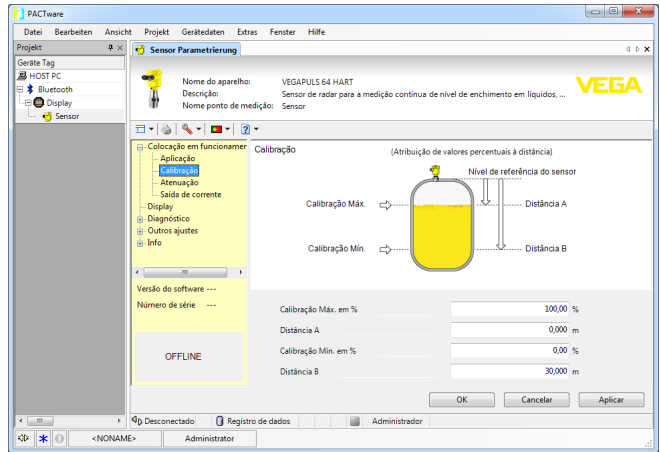 PACTware
Datei Bearbeiten Ansicht Projekt Gerätedaten Extras Fenster Hilfe
Projekt
Geräte Tag
HOST PC
Bluetooth
Display
Sensor
Sensor Parametrierung
Nome do aparelho: VEGAPULS 64 HART
Descrição: Sensor de radar para a medição contínua de nível de enchimento em líquidos, ...
Nome ponto de medição: Sensor
VEGA
Colocação em funcionamer
Aplicação
Calibração
Atenuação
Saída de corrente
Display
Diagnóstico
Outros ajustes
Info
Versão do software ---
Número de série ---
OFFLINE
Calibração (Atribuição de valores percentuais à distância)
Nível de referência do sensor
Calibração Máx. Distância A
Calibração Mín. Distância B
Calibração Máx. em % 100,00 %
Distância A 0,000 m
Calibração Mín. em % 0,00 %
Distância B 30,000 m
OK Cancelar Aplicar
Desconectado Registro de dados Administrador
<NONAME> Administrator